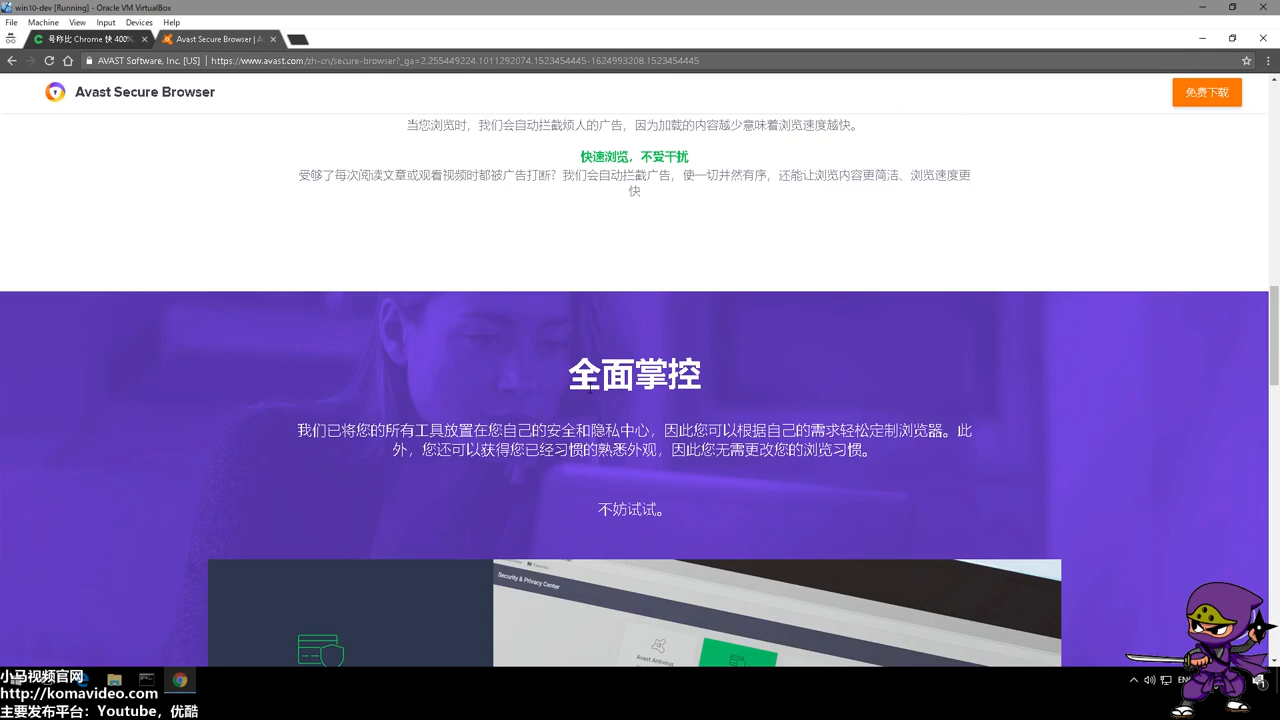 win10-dev [Running] - Oracle VM VirtualBox
File Machine View Input Devices Help
号称比 Chrome 快 400%
Avast Secure Browser | A
AVAST Software, Inc. [US] | https://www.avast.com/zh-cn/secure-browser?_ga=2.255449224.1011292074.1523454445-1624993208.1523454445
Avast Secure Browser
免费下载
当您浏览时，我们会自动拦截烦人的广告，因为加载的内容越少意味着浏览速度越快。
快速浏览，不受干扰
受够了每次阅读文章或观看视频时都被广告打断？我们会自动拦截广告，使一切井然有序，还能让浏览内容更简洁、浏览速度更
快
全面掌控
我们已将您的所有工具放置在您自己的安全和隐私中心，因此您可以根据自己的需求轻松定制浏览器。此
外，您还可以获得您已经习惯的熟悉外观，因此您无需更改您的浏览习惯。
不妨试试。
Security & Privacy Center
Avast Antivirus
小马视频官网
http://komavideo.com
主要发布平台：Youtube，优酷